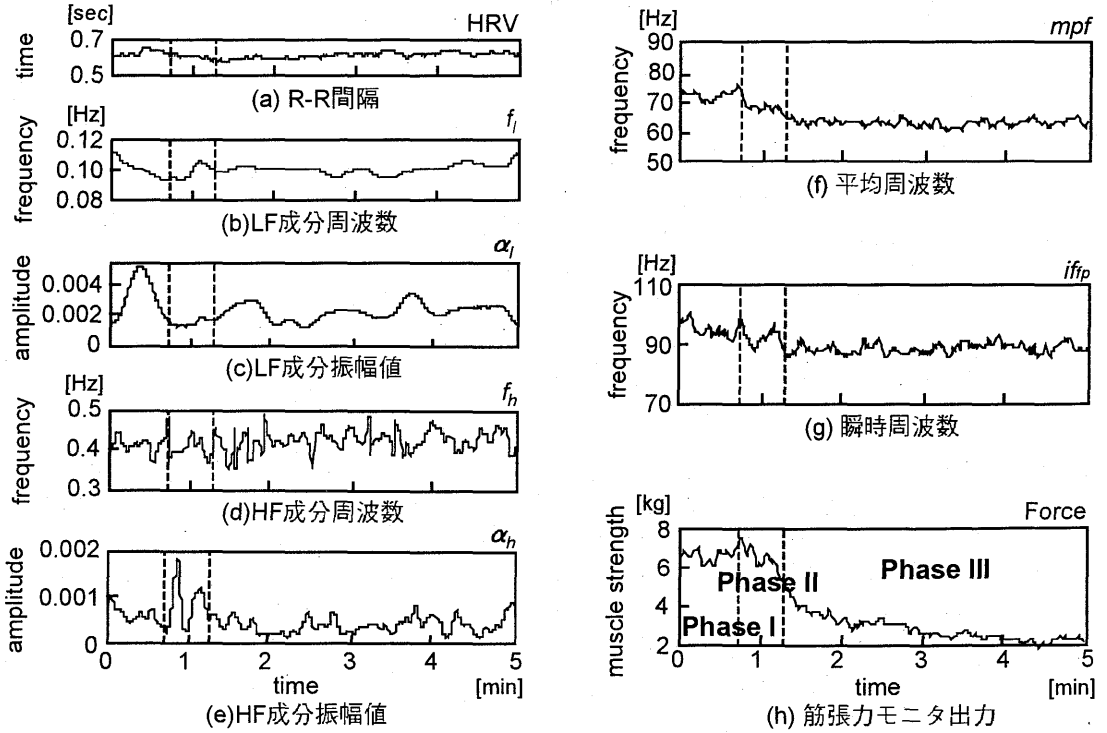 [sec]
HRV
time
0.7
0.5
(a) R-R間隔
[Hz]
f_l
frequency
0.12
0.10
0.08
(b)LF成分周波数
α_l
amplitude
0.004
0.002
0
(c)LF成分振幅値
[Hz]
f_h
frequency
0.5
0.4
0.3
(d)HF成分周波数
α_h
amplitude
0.002
0.001
0
0 1 2 3 4 5
time [min]
(e)HF成分振幅値
[Hz]
mpf
frequency
90
80
70
60
50
(f) 平均周波数
[Hz]
if_fp
frequency
110
90
70
(g) 瞬時周波数
[kg]
Force
muscle strength
8
6
4
2
Phase III
Phase II
Phase I
0 1 2 3 4 5
time [min]
(h) 筋張力モニタ出力